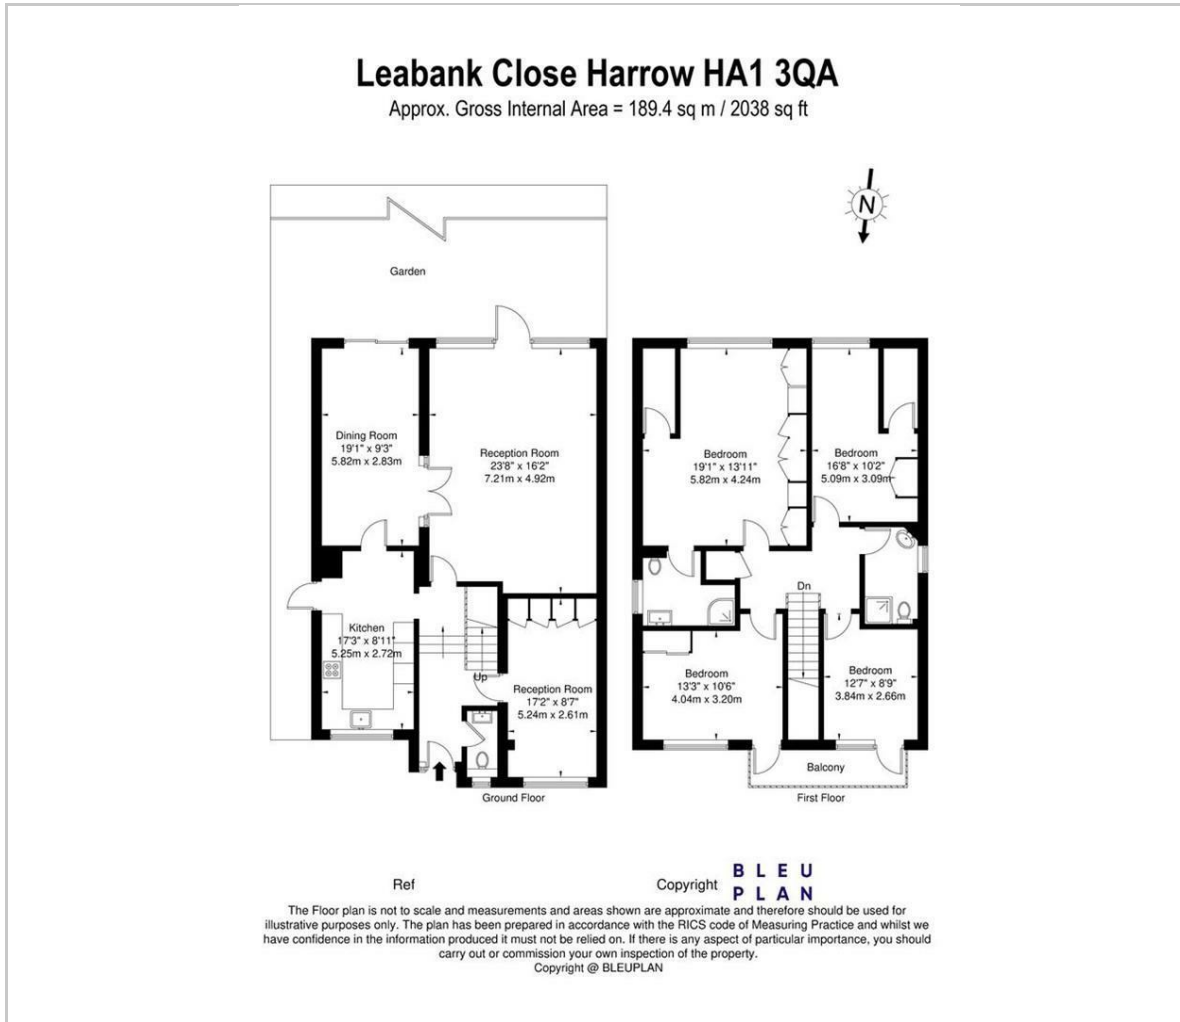 Leabank Close Harrow HA1 3QA
Approx. Gross Internal Area = 189.4 sq m / 2038 sq ft
N
Garden
Dining Room
19'1" x 9'3"
5.82m x 2.83m
Reception Room
23'8" x 16'2"
7.21m x 4.92m
Kitchen
17'3" x 8'11"
5.25m x 2.72m
Up
Reception Room
17'2" x 8'7"
5.24m x 2.61m
Ground Floor
Bedroom
19'1" x 13'11"
5.82m x 4.24m
Bedroom
16'8" x 10'2"
5.09m x 3.09m
Dn
Bedroom
13'3" x 10'6"
4.04m x 3.20m
Bedroom
12'7" x 8'9"
3.84m x 2.66m
Balcony
First Floor
Ref
Copyright
BLEU
PLAN
The Floor plan is not to scale and measurements and areas shown are approximate and therefore should be used for
illustrative purposes only. The plan has been prepared in accordance with the RICS code of Measuring Practice and whilst we
have confidence in the information produced it must not be relied on. If there is any aspect of particular importance, you should
carry out or commission your own inspection of the property.
Copyright @ BLEUPLAN